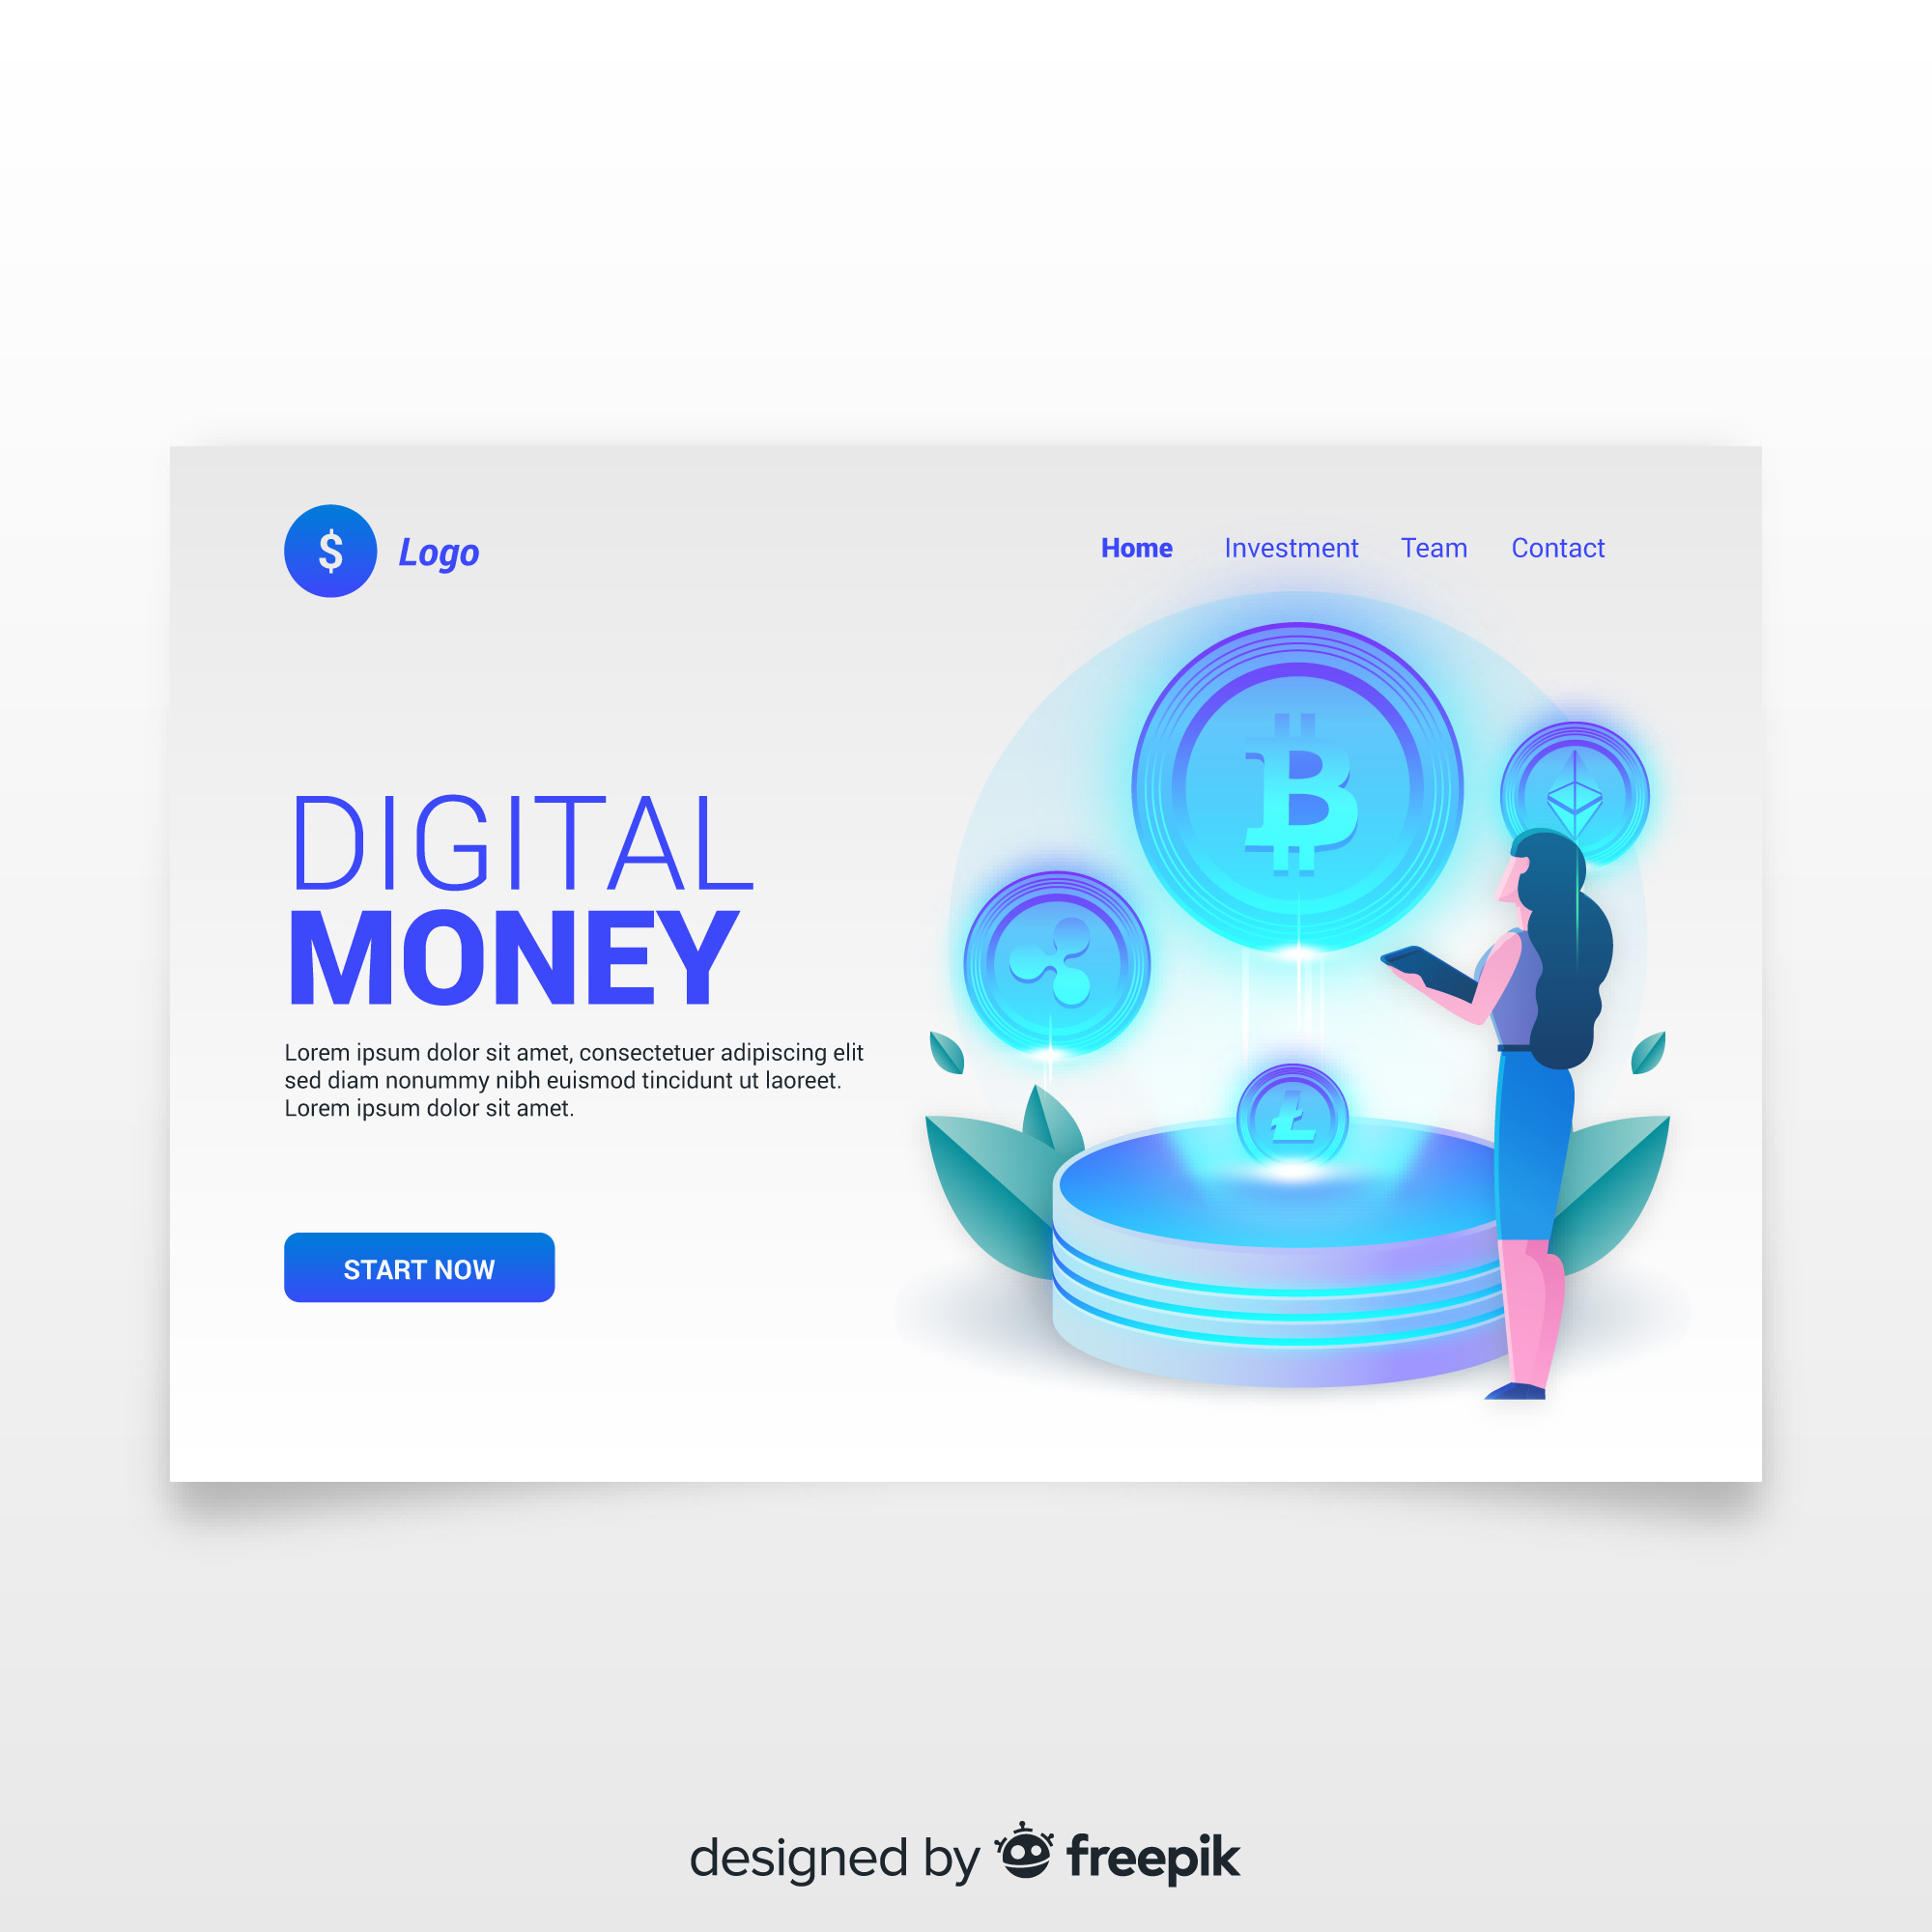 $ Logo
Home Investment Team Contact
DIGITAL
MONEY
Lorem ipsum dolor sit amet, consectetuer adipiscing elit
sed diam nonummy nibh euismod tincidunt ut laoreet.
Lorem ipsum dolor sit amet.
START NOW
designed by freepik